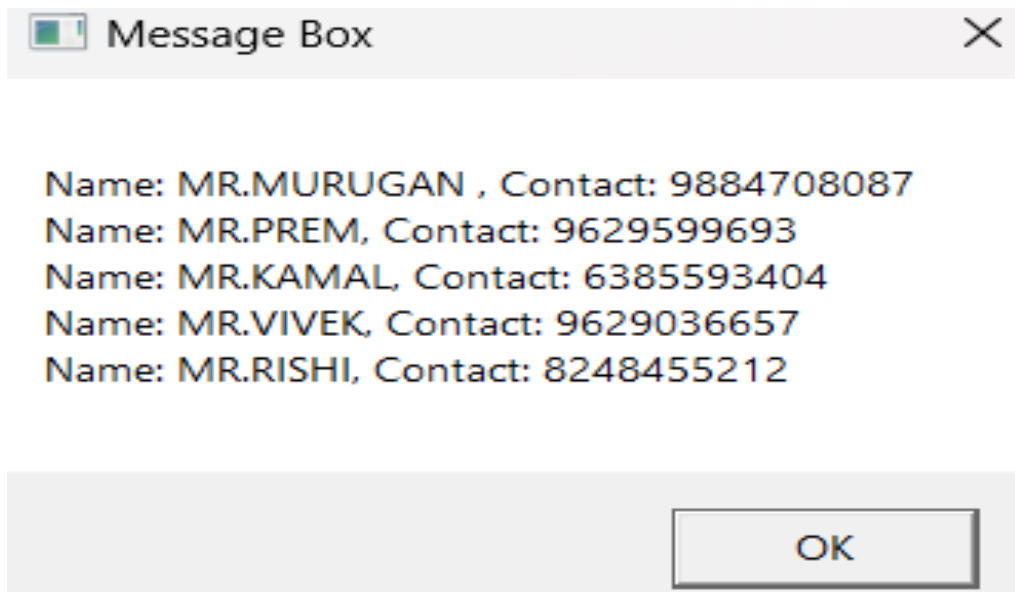 Message Box
Name: MR.MURUGAN , Contact: 9884708087
Name: MR.PREM, Contact: 9629599693
Name: MR.KAMAL, Contact: 6385593404
Name: MR.VIVEK, Contact: 9629036657
Name: MR.RISHI, Contact: 8248455212
OK